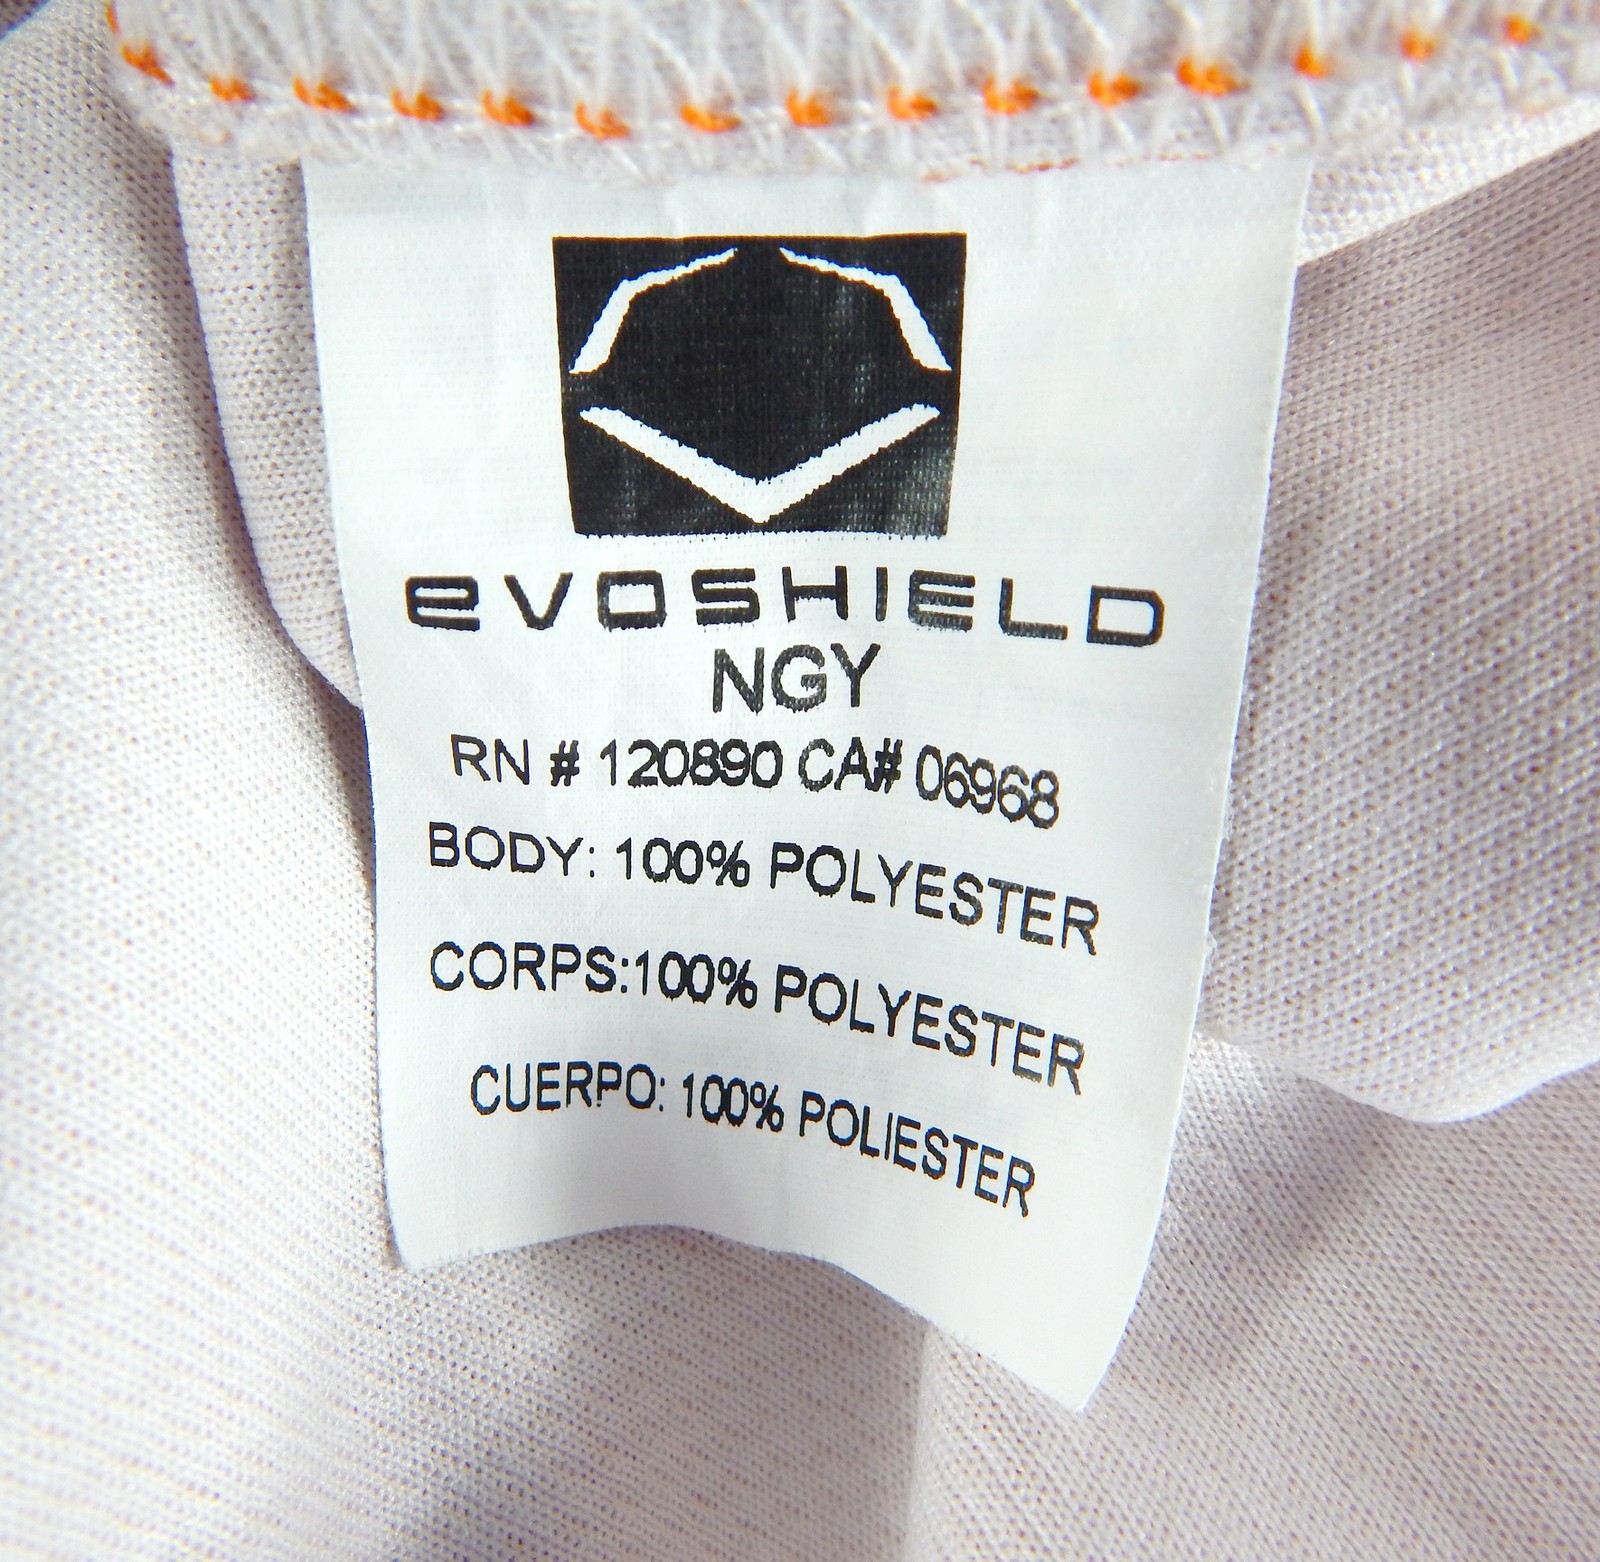 evoshield
NGY
RN # 120890 CA# 06968
BODY: 100% POLYESTER
CORPS:100% POLYESTER
CUERPO: 100% POLIESTER